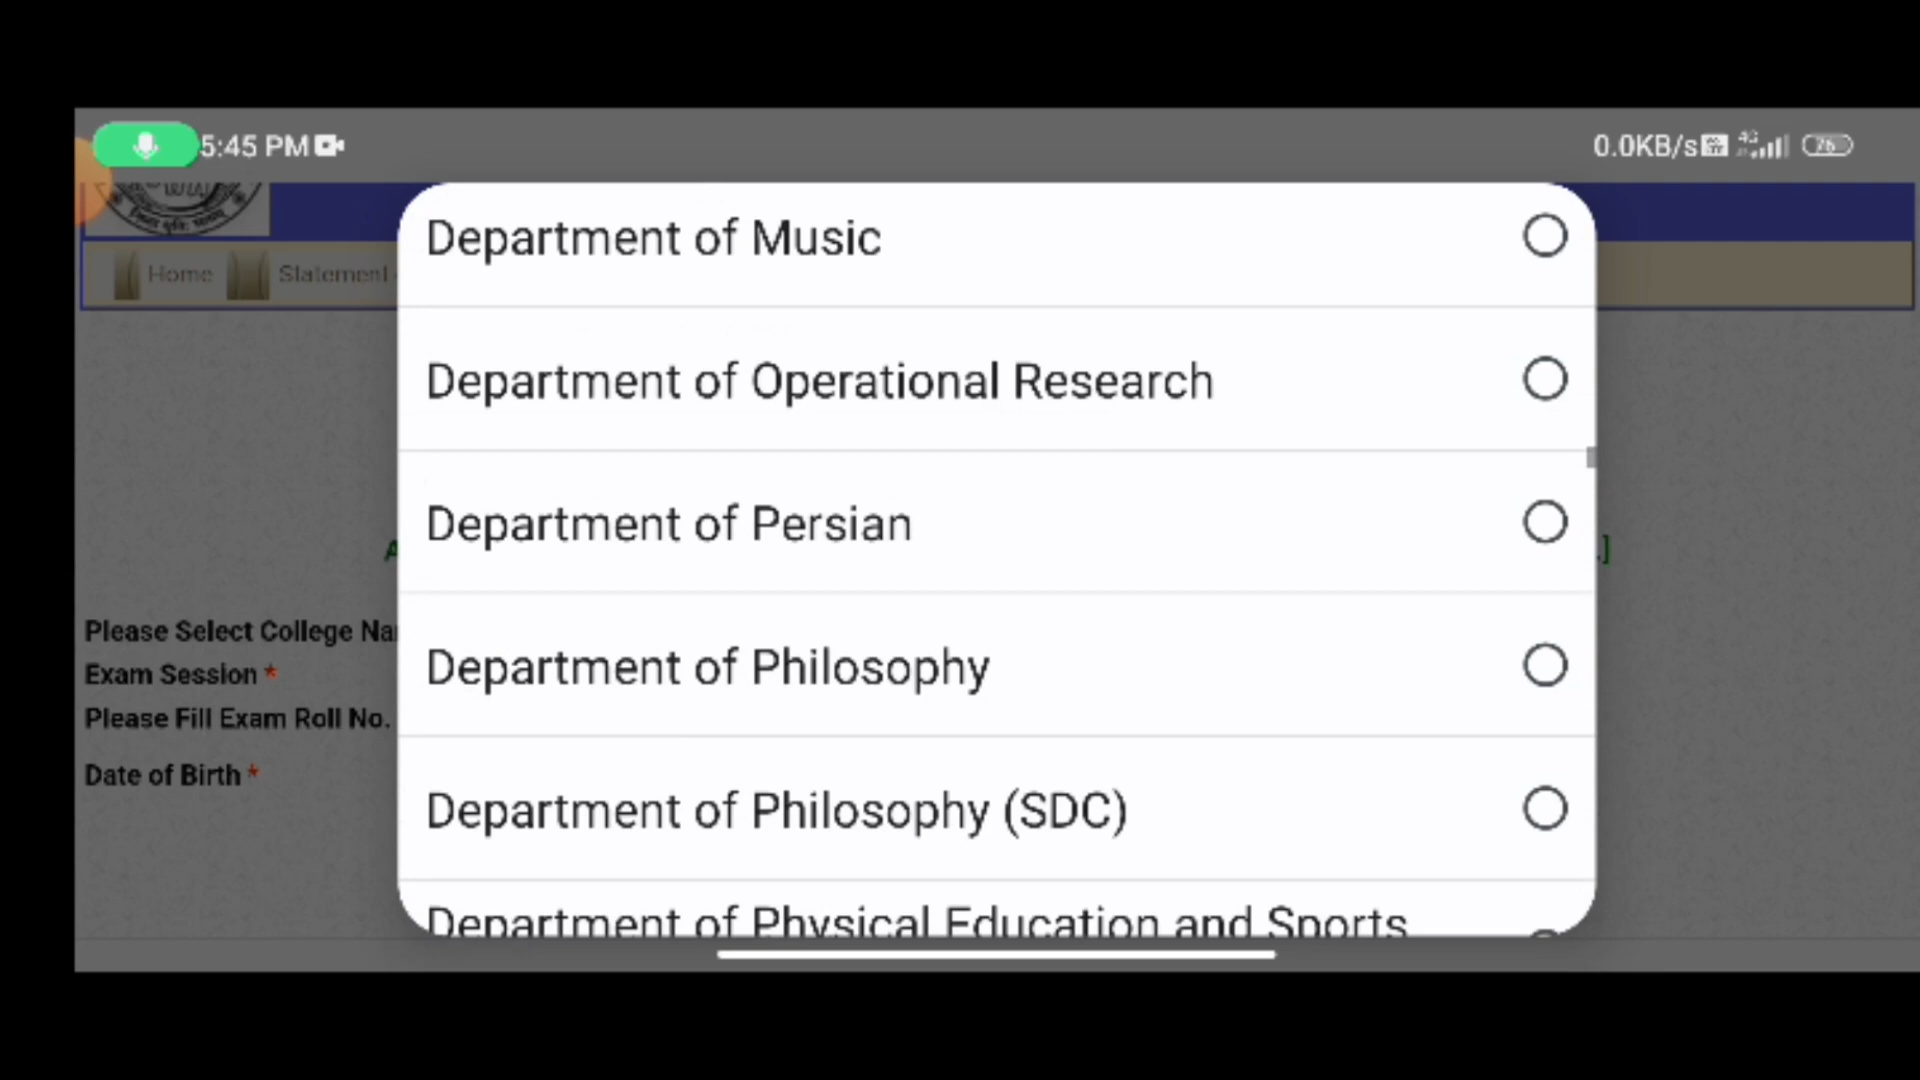 5:45 PM
0.0KB/s
4G
76
Home
Statement
Department of Music
Department of Operational Research
Department of Persian
Department of Philosophy
Department of Philosophy (SDC)
Department of Physical Education and Sports
Please Select College Na
Exam Session *
Please Fill Exam Roll No.
Date of Birth *